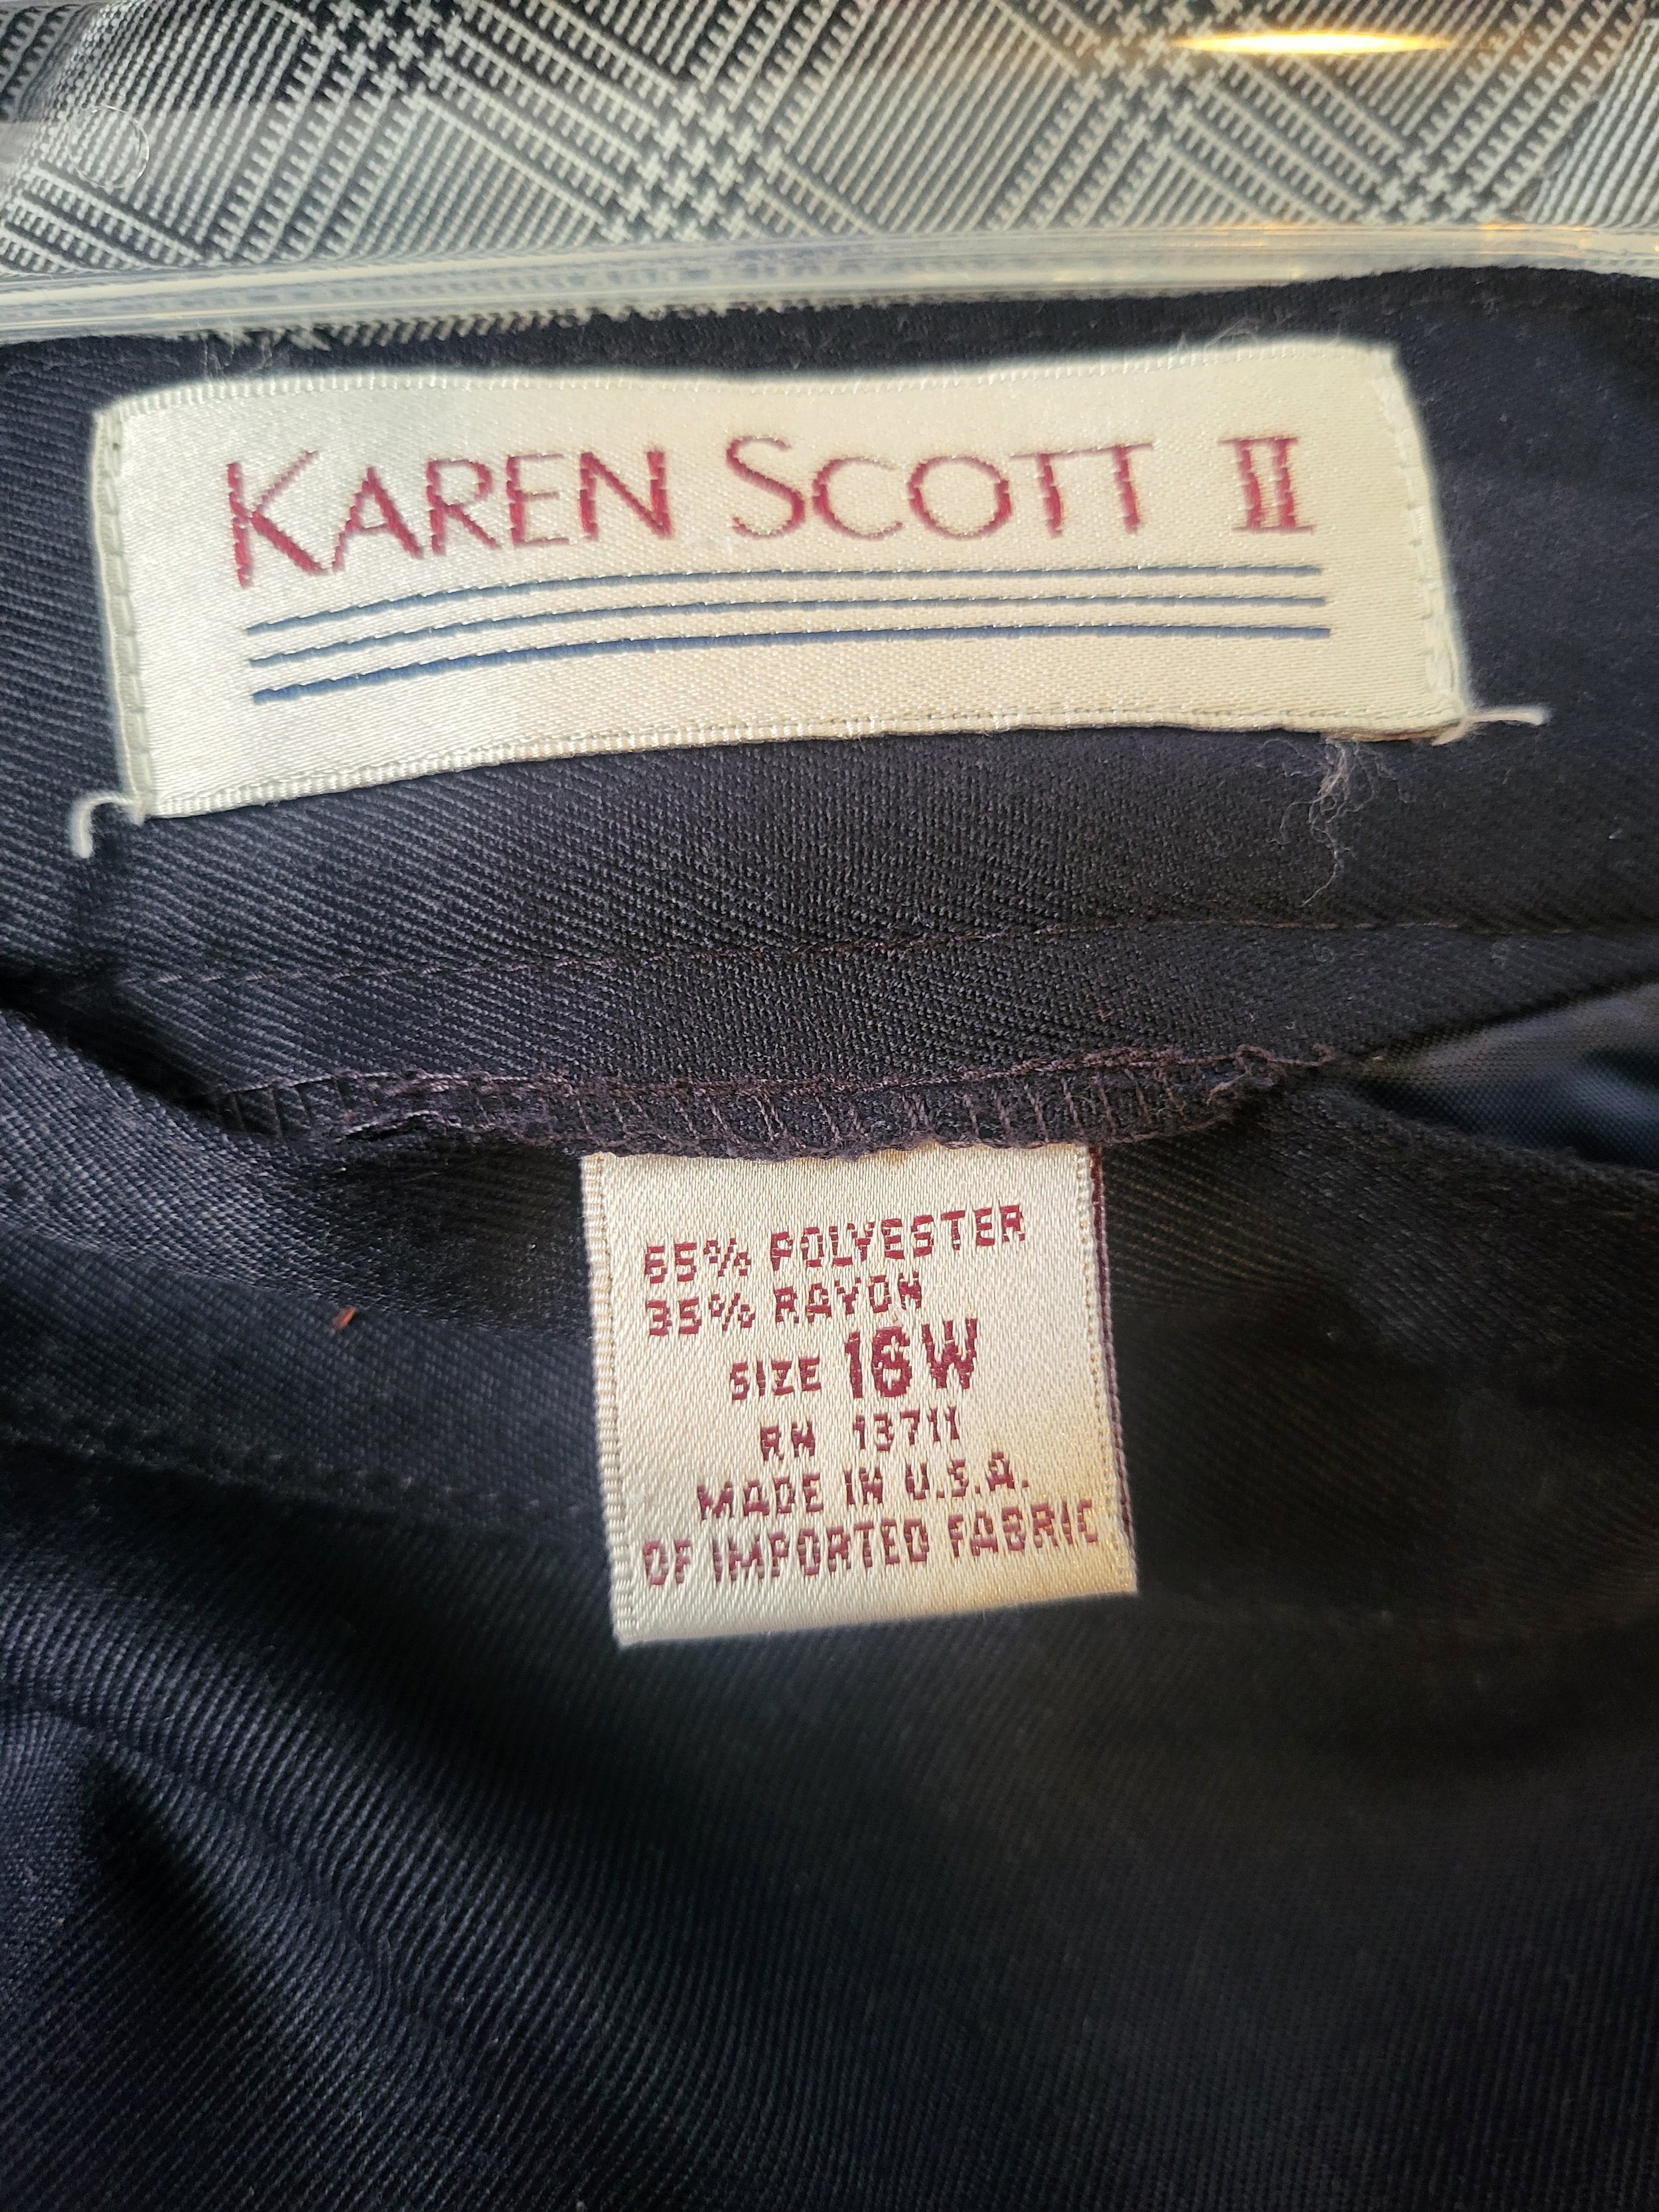 KAREN SCOTT II
65% POLYESTER
35% RAYON
SIZE 16W
RN 13711
MADE IN U.S.A.
OF IMPORTED FABRIC